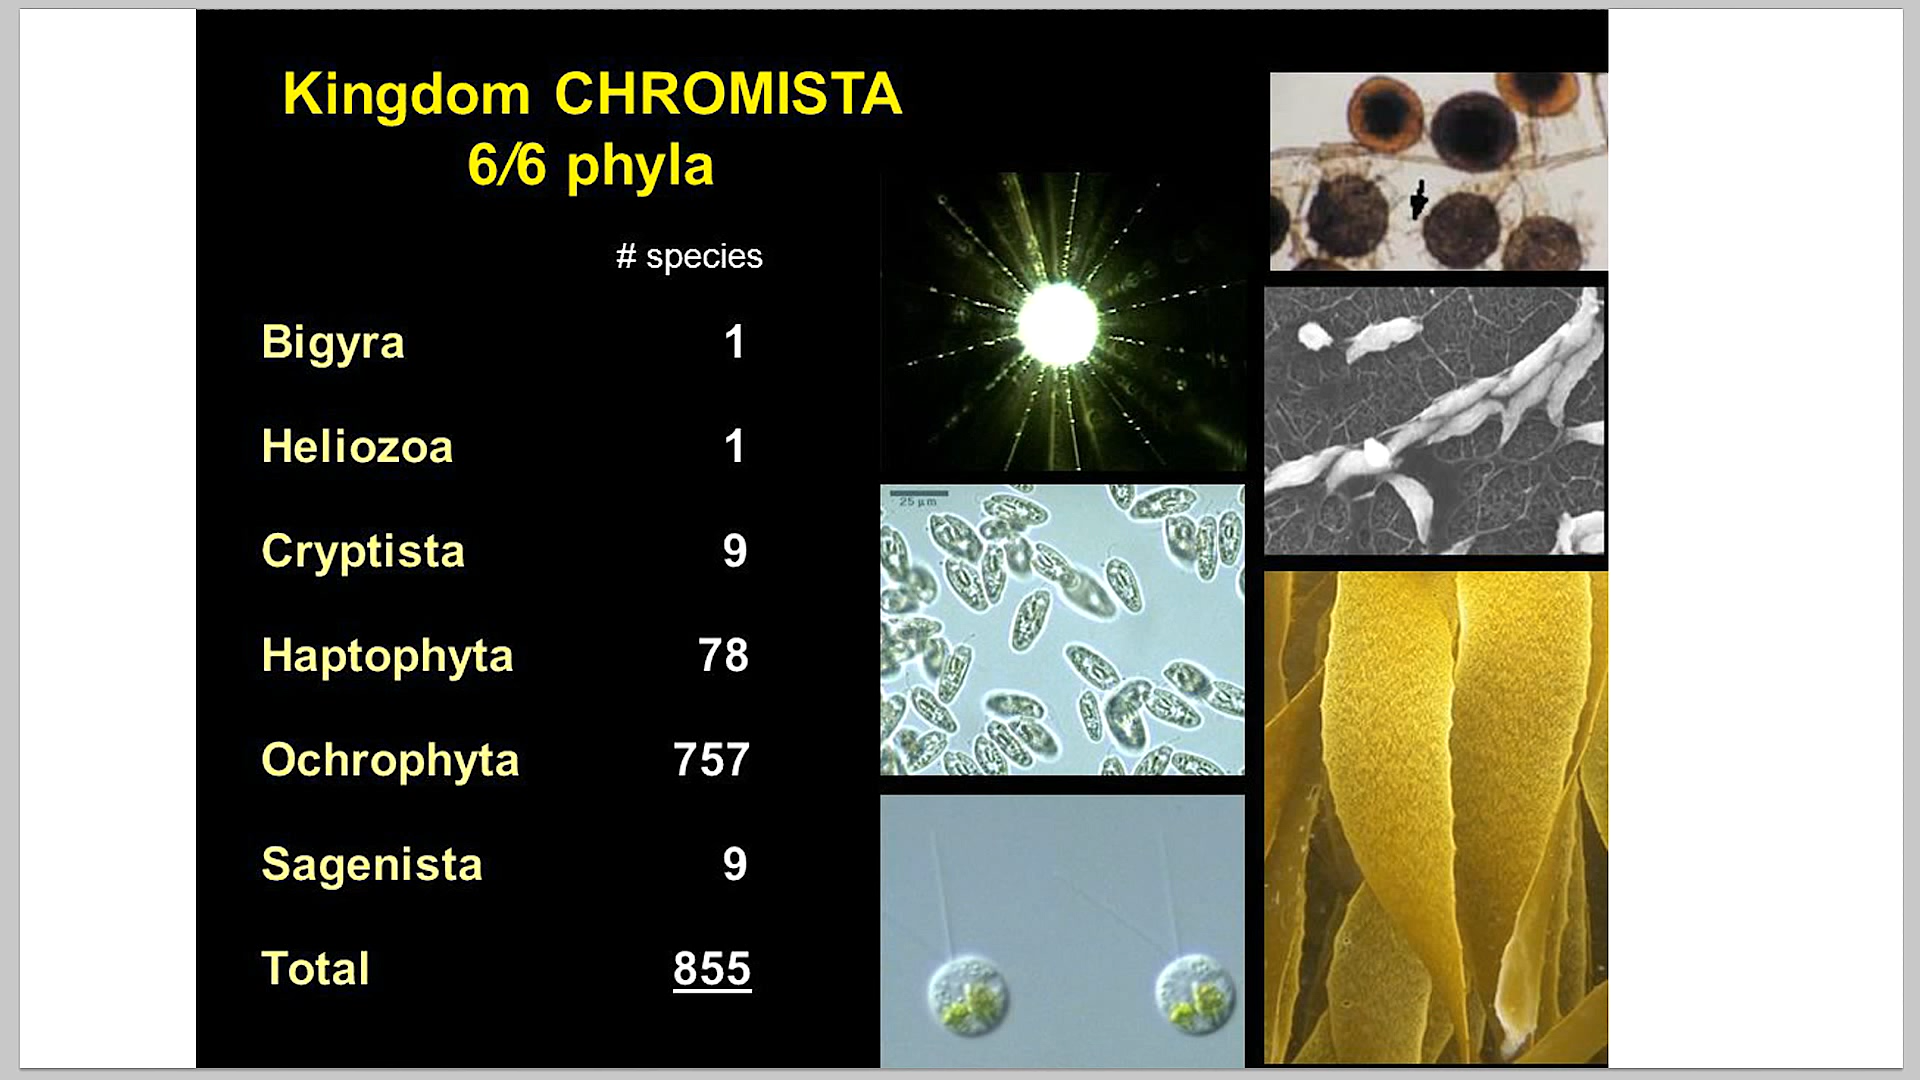 Kingdom CHROMISTA
6/6 phyla
# species
Bigyra 1
Heliozoa 1
Cryptista 9
Haptophyta 78
Ochrophyta 757
Sagenista 9
Total 855
25 µm